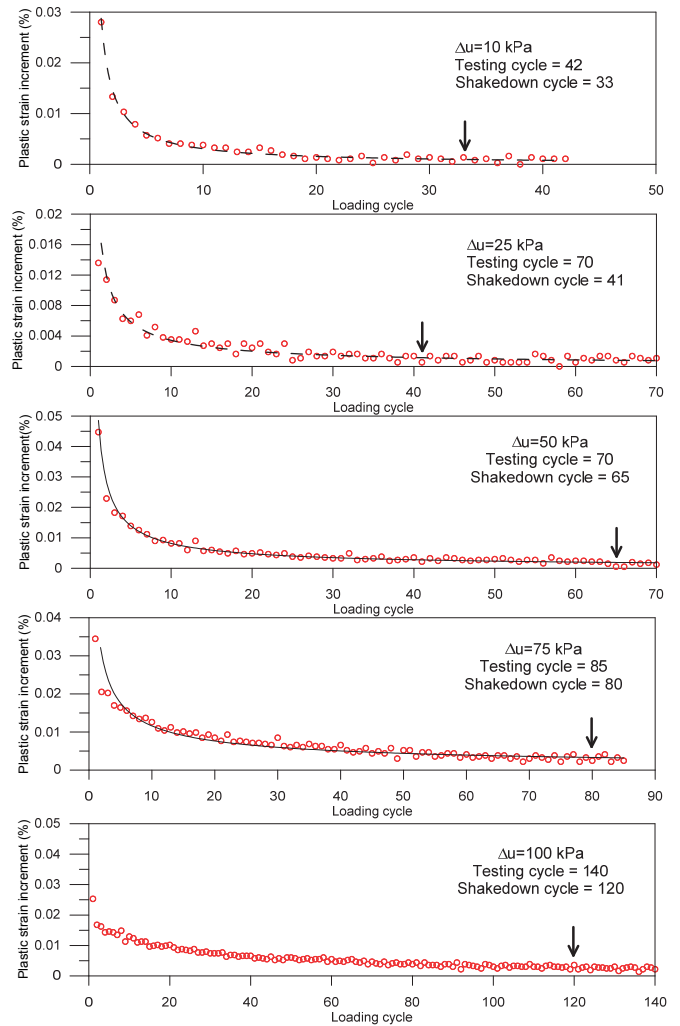 Plastic strain increment (%)
0.03
0.02
0.01
0
Δu=10 kPa
Testing cycle = 42
Shakedown cycle = 33
0 10 20 30 40 50
Loading cycle
Plastic strain increment (%)
0.02
0.016
0.012
0.008
0.004
0
Δu=25 kPa
Testing cycle = 70
Shakedown cycle = 41
0 10 20 30 40 50 60 70
Loading cycle
Plastic strain increment(%)
0.05
0.04
0.03
0.02
0.01
0
Δu=50 kPa
Testing cycle = 70
Shakedown cycle = 65
0 10 20 30 40 50 60 70
Loading cycle
Plastic strain increment (%)
0.04
0.03
0.02
0.01
0
Δu=75 kPa
Testing cycle = 85
Shakedown cycle = 80
0 10 20 30 40 50 60 70 80 90
Loading cycle
Plastic strain increment (%)
0.05
0.04
0.03
0.02
0.01
0
Δu=100 kPa
Testing cycle = 140
Shakedown cycle = 120
0 20 40 60 80 100 120 140
Loading cycle